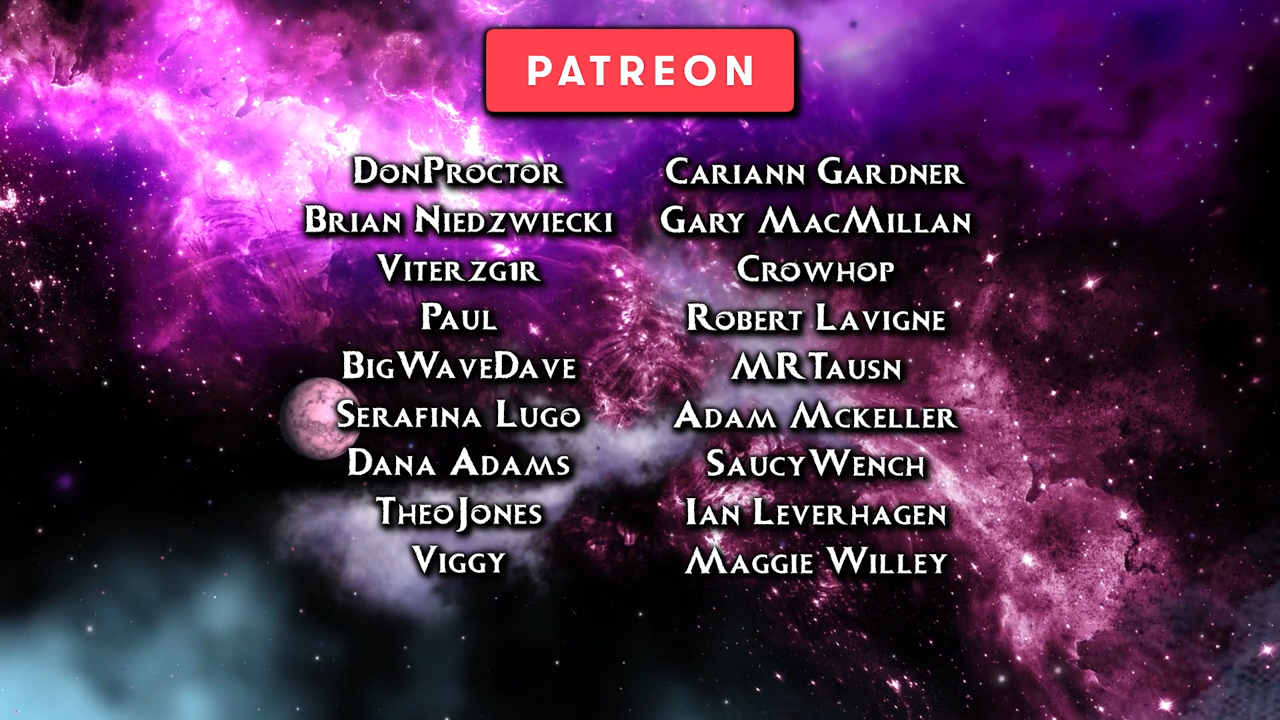 PATREON
DonProctor
Brian Niedzwiecki
Viterzg1r
Paul
BigWaveDave
Serafina Lugo
Dana Adams
TheoJones
Viggy
Cariann Gardner
Gary MacMillan
Crowhop
Robert Lavigne
MRTausn
Adam Mckeller
SaucyWench
Ian Leverhagen
Maggie Willey